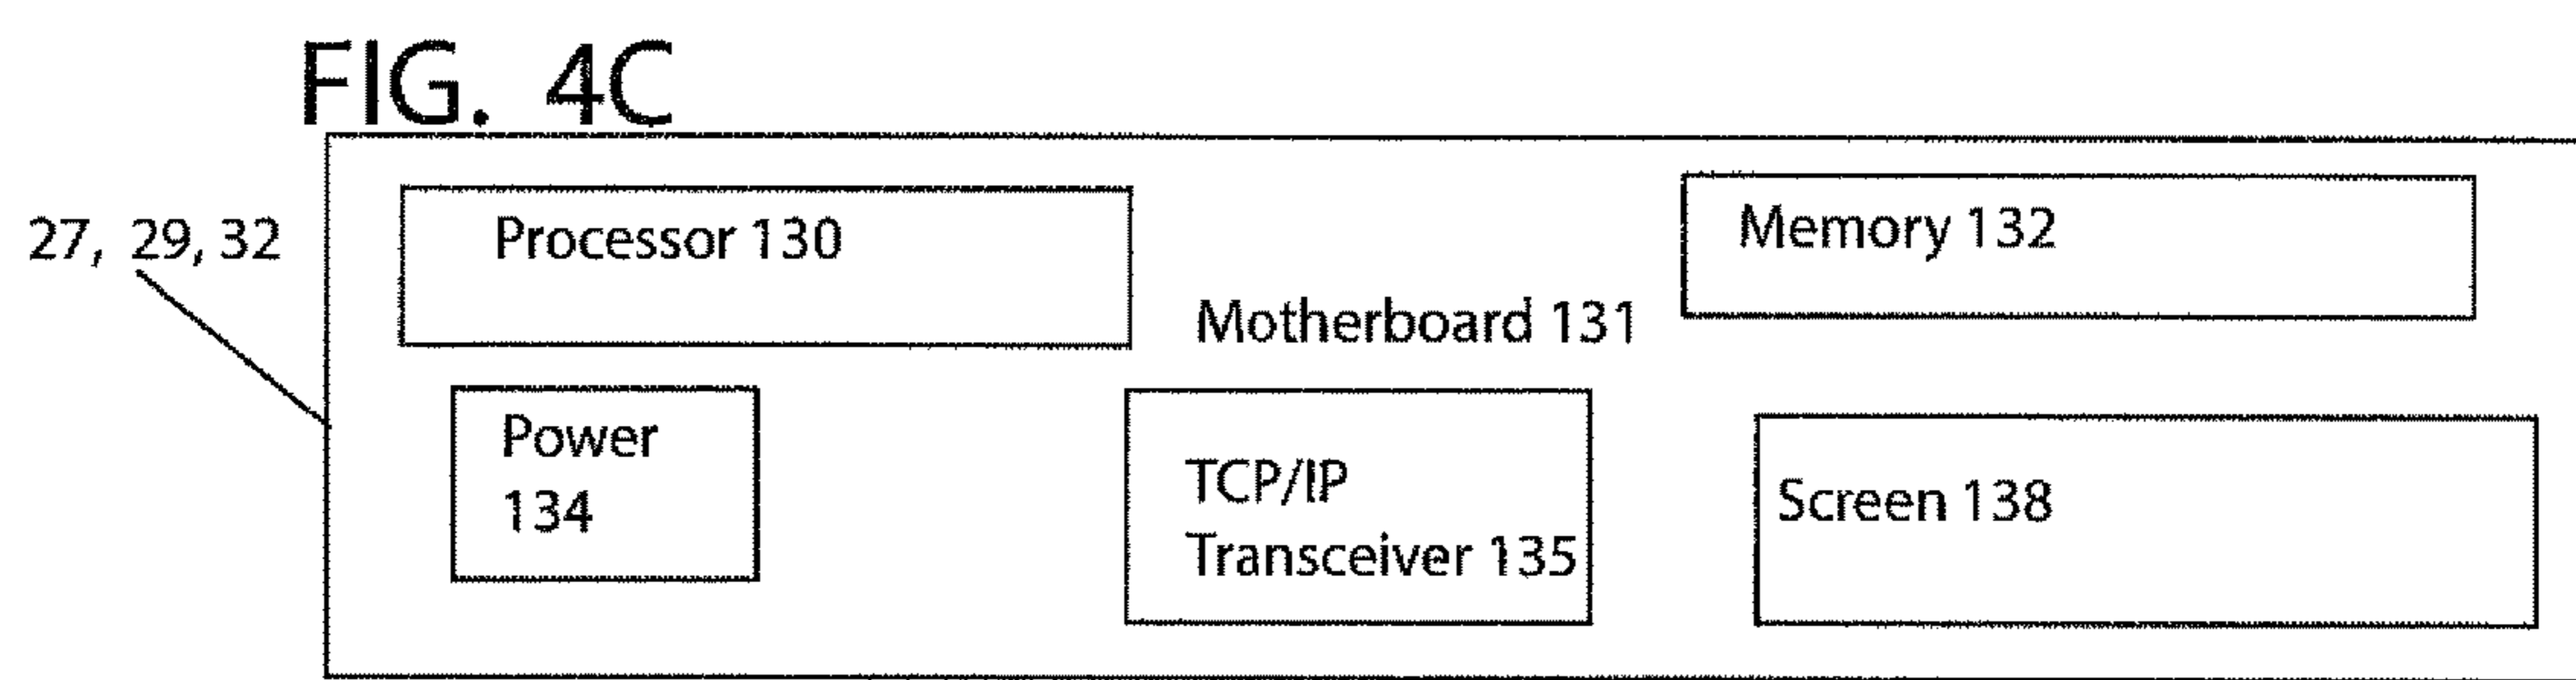 FIG. 4C
27, 29, 32
Processor 130
Memory 132
Motherboard 131
Power
134
TCP/IP
Transceiver 135
Screen 138